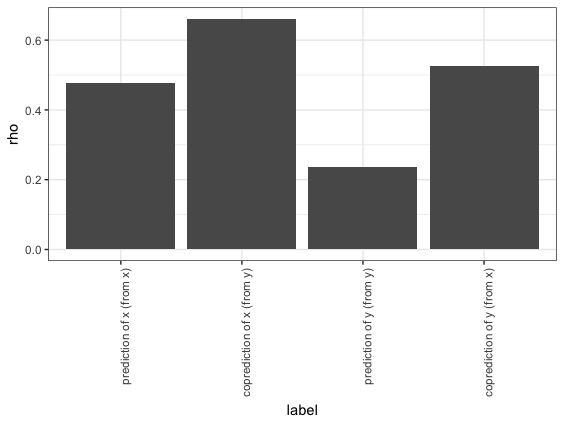 rho
0.6
0.4
0.2
0.0
prediction of x (from x)
coprediction of x (from y)
prediction of y (from y)
coprediction of y (from x)
label